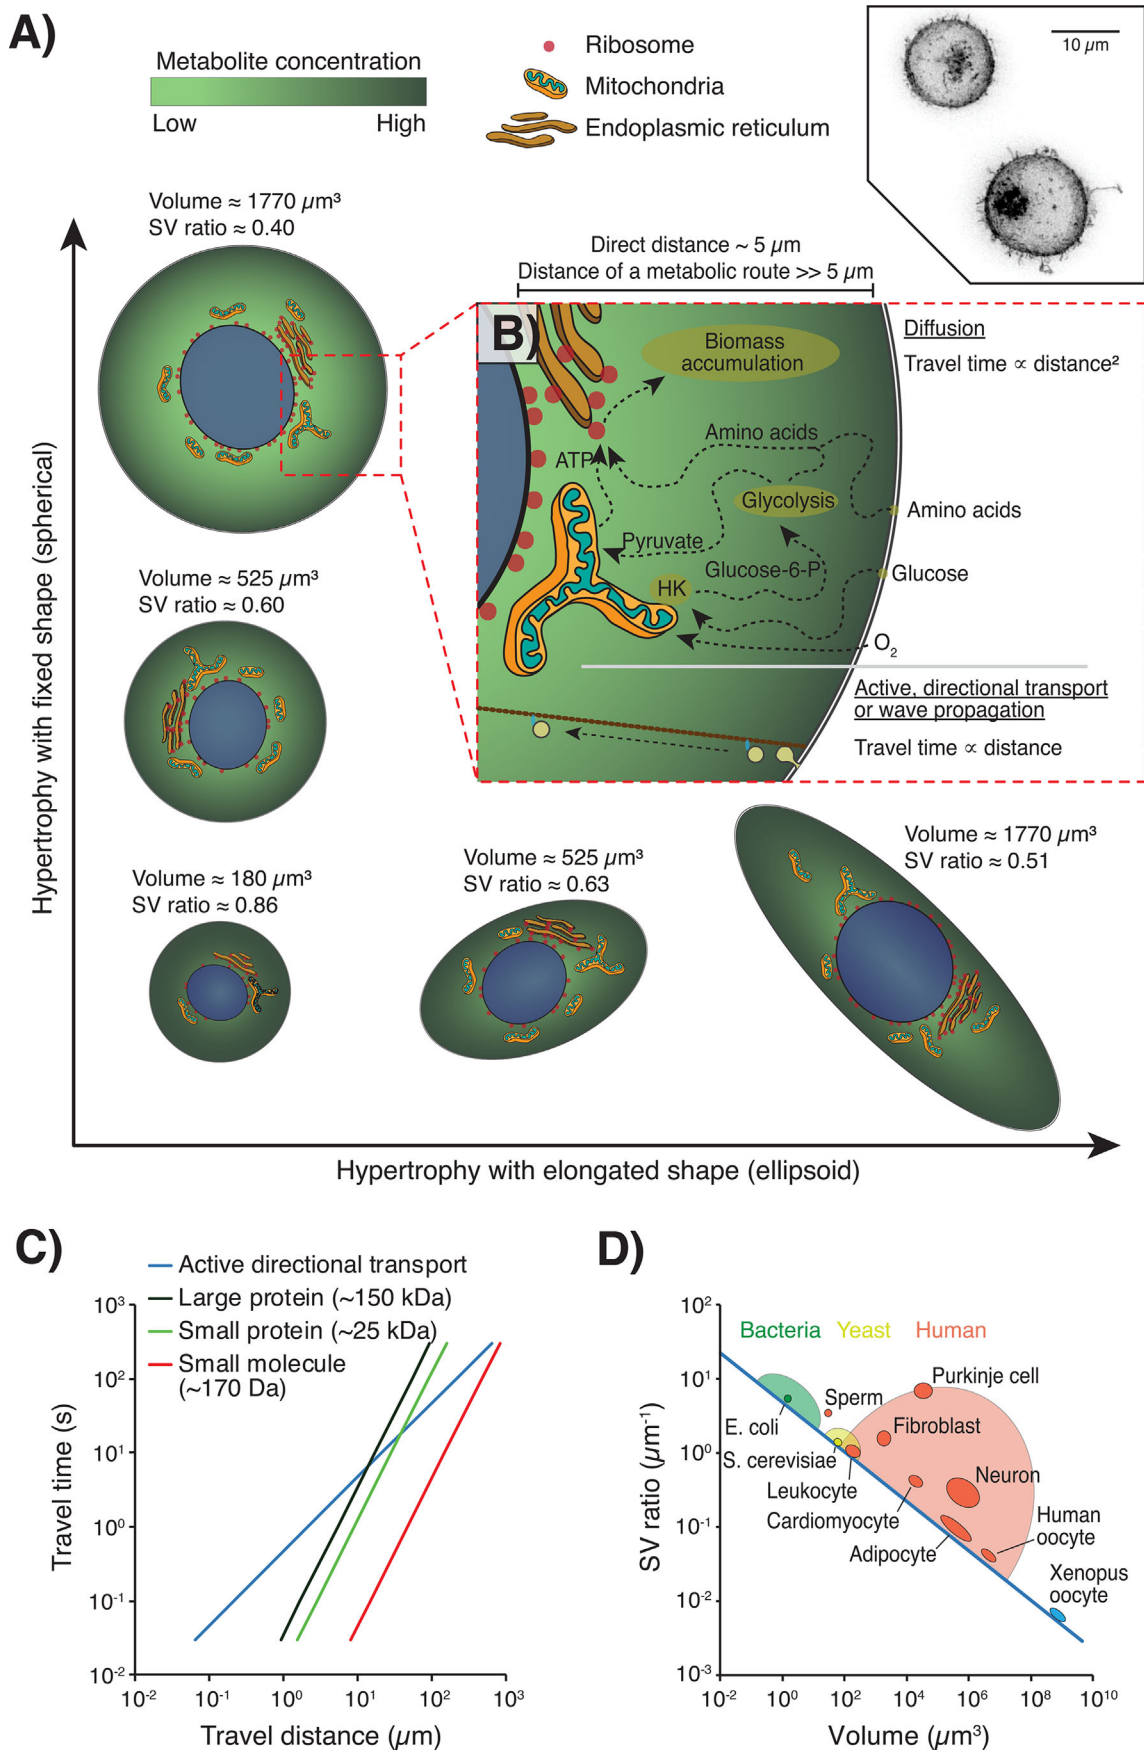 A)
Metabolite concentration
Low High
Ribosome
Mitochondria
Endoplasmic reticulum
10 µm
Volume ≈ 1770 µm³
SV ratio ≈ 0.40
Direct distance ~ 5 µm
Distance of a metabolic route >> 5 µm
B)
Biomass
accumulation
Diffusion
Travel time ∝ distance²
Amino acids
ATP
Glycolysis
Amino acids
Pyruvate
Glucose-6-P
Glucose
HK
O₂
Active, directional transport
or wave propagation
Travel time ∝ distance
Hypertrophy with fixed shape (spherical)
Volume ≈ 525 µm³
SV ratio ≈ 0.60
Volume ≈ 180 µm³
SV ratio ≈ 0.86
Volume ≈ 525 µm³
SV ratio ≈ 0.63
Volume ≈ 1770 µm³
SV ratio ≈ 0.51
Hypertrophy with elongated shape (ellipsoid)
C)
Active directional transport
Large protein (~150 kDa)
Small protein (~25 kDa)
Small molecule
(~170 Da)
Travel time (s)
10³
10²
10¹
10⁰
10⁻¹
10⁻²
10⁻² 10⁻¹ 10⁰ 10¹ 10² 10³
Travel distance (µm)
D)
SV ratio (µm⁻¹)
10²
10¹
10⁰
10⁻¹
10⁻²
10⁻³
Bacteria Yeast Human
Purkinje cell
Sperm
E. coli
Fibroblast
S. cerevisiae
Leukocyte
Neuron
Cardiomyocyte
Human
oocyte
Adipocyte
Xenopus
oocyte
10⁻² 10⁰ 10² 10⁴ 10⁶ 10⁸ 10¹⁰
Volume (µm³)